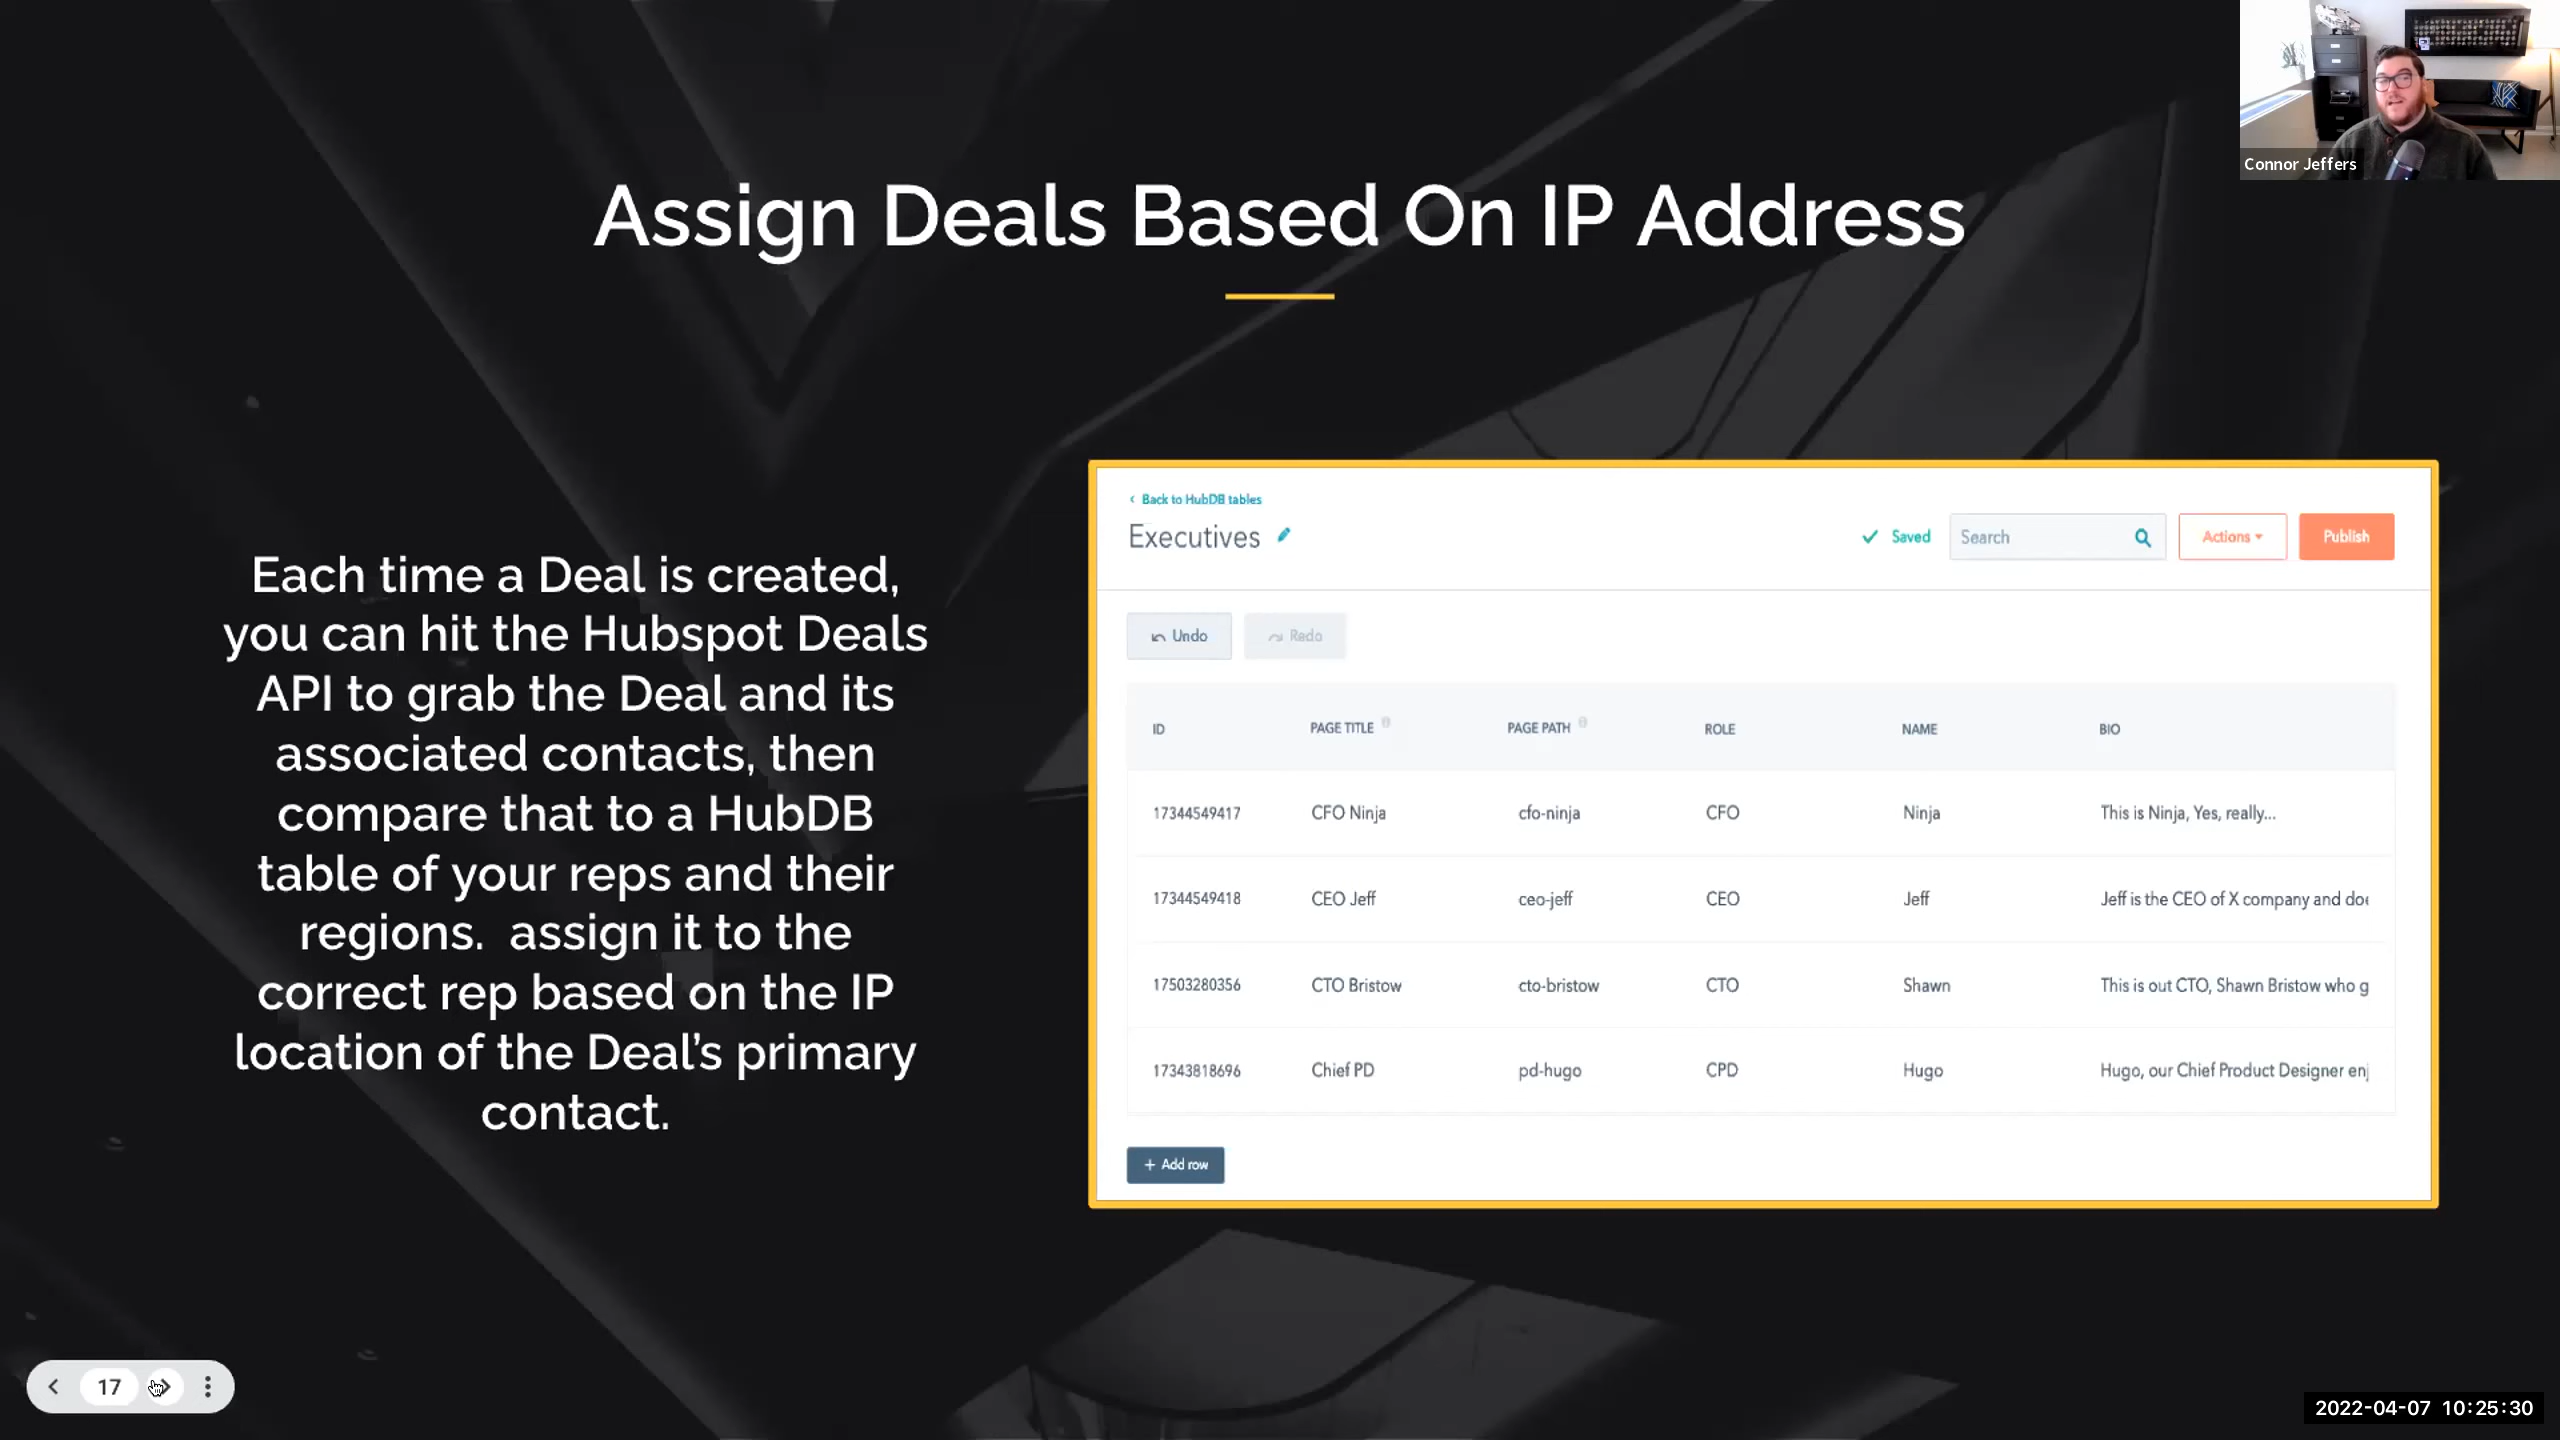 Connor Jeffers
Assign Deals Based On IP Address
Each time a Deal is created,
you can hit the Hubspot Deals
API to grab the Deal and its
associated contacts, then
compare that to a HubDB
table of your reps and their
regions.  assign it to the
correct rep based on the IP
location of the Deal’s primary
contact.
Back to HubDB tables
Executives
Saved
Search
Actions
Publish
Undo
Redo
ID PAGE TITLE PAGE PATH ROLE NAME BIO
17344549417 CFO Ninja cfo-ninja CFO Ninja This is Ninja, Yes, really...
17344549418 CEO Jeff ceo-jeff CEO Jeff Jeff is the CEO of X company and
17503280356 CTO Bristow cto-bristow CTO Shawn This is out CTO, Shawn Bristow who g
17343818696 Chief PD pd-hugo CPD Hugo Hugo, our Chief Product Designer
+ Add row
17
2022-04-07 10:25:30